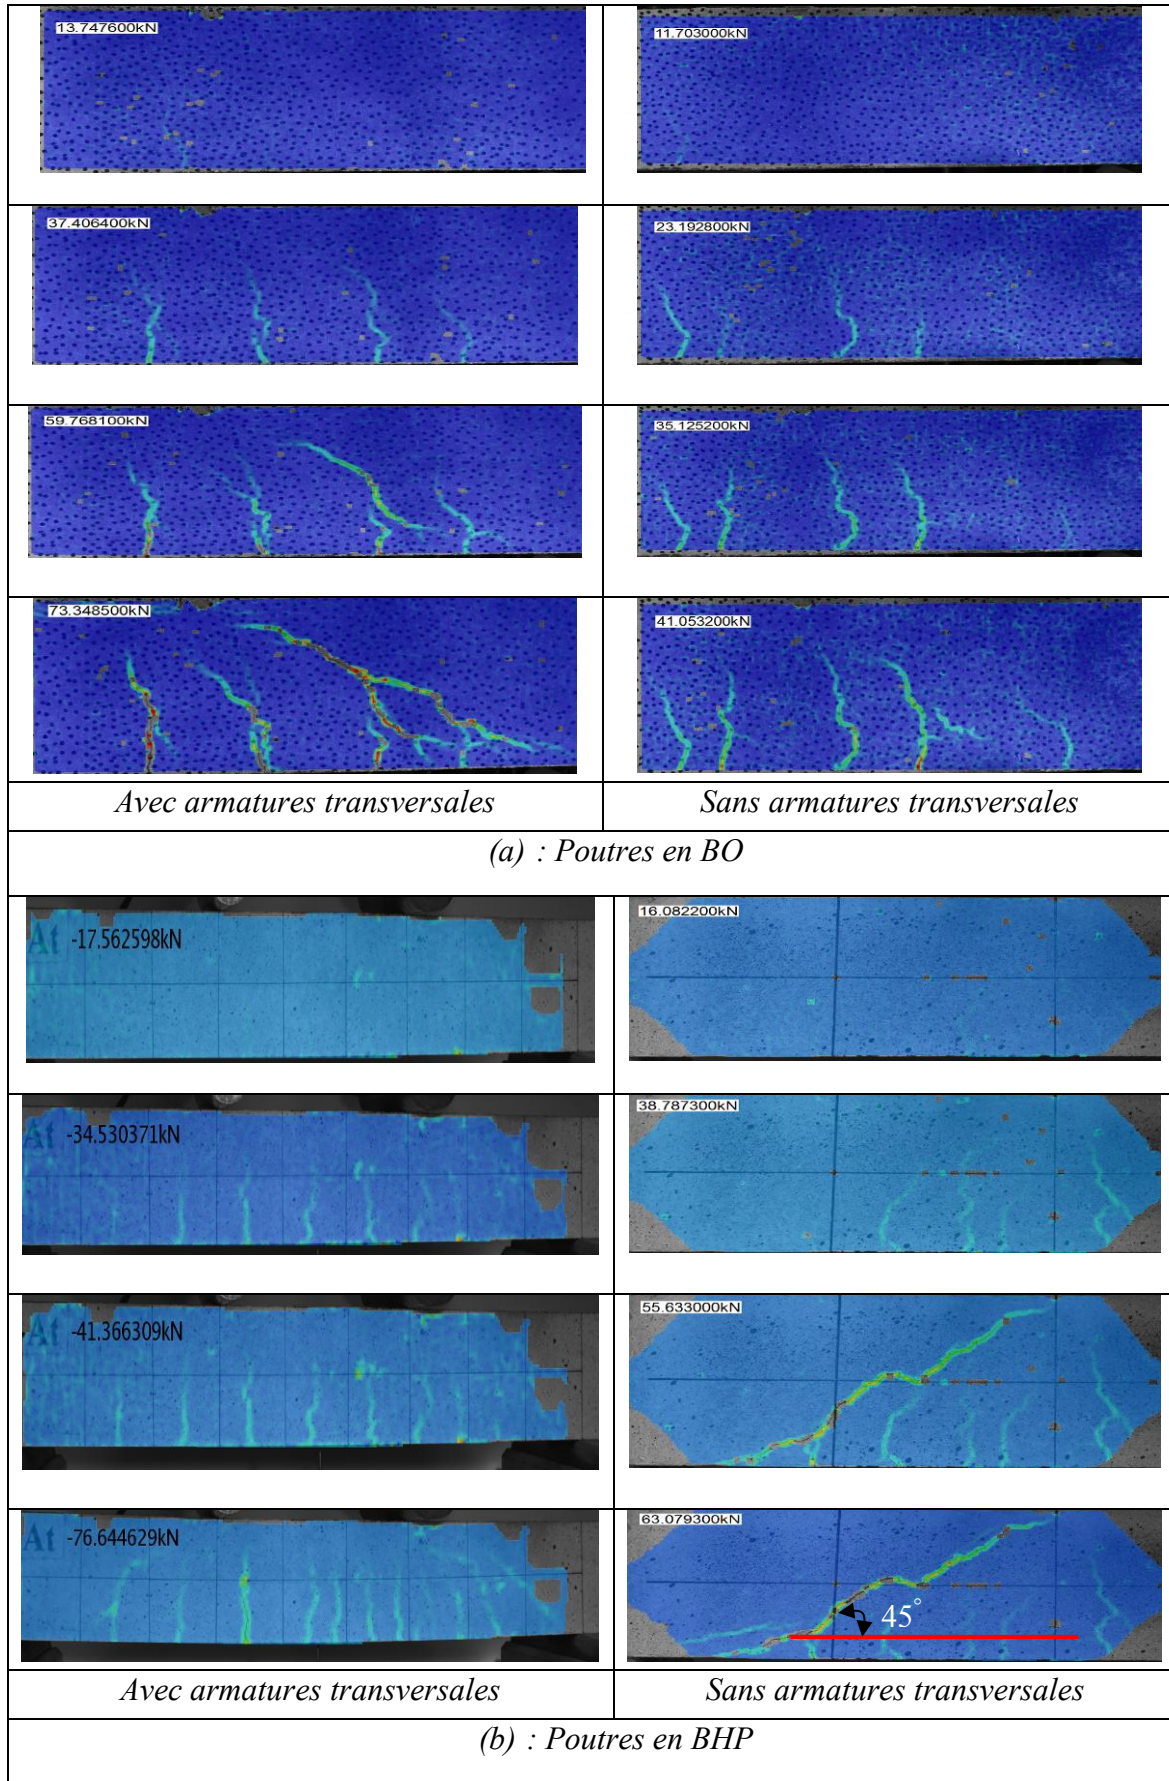 13.747600kN
11.703000kN
37.406400kN
23.192800kN
59.768100kN
35.125200kN
73.348500kN
41.053200kN
Avec armatures transversales
Sans armatures transversales
(a) : Poutres en BO
At -17.562598kN
16.082200kN
At -34.530371kN
38.787300kN
At -41.366309kN
55.633000kN
At -76.644629kN
63.079300kN
45°
Avec armatures transversales
Sans armatures transversales
(b) : Poutres en BHP